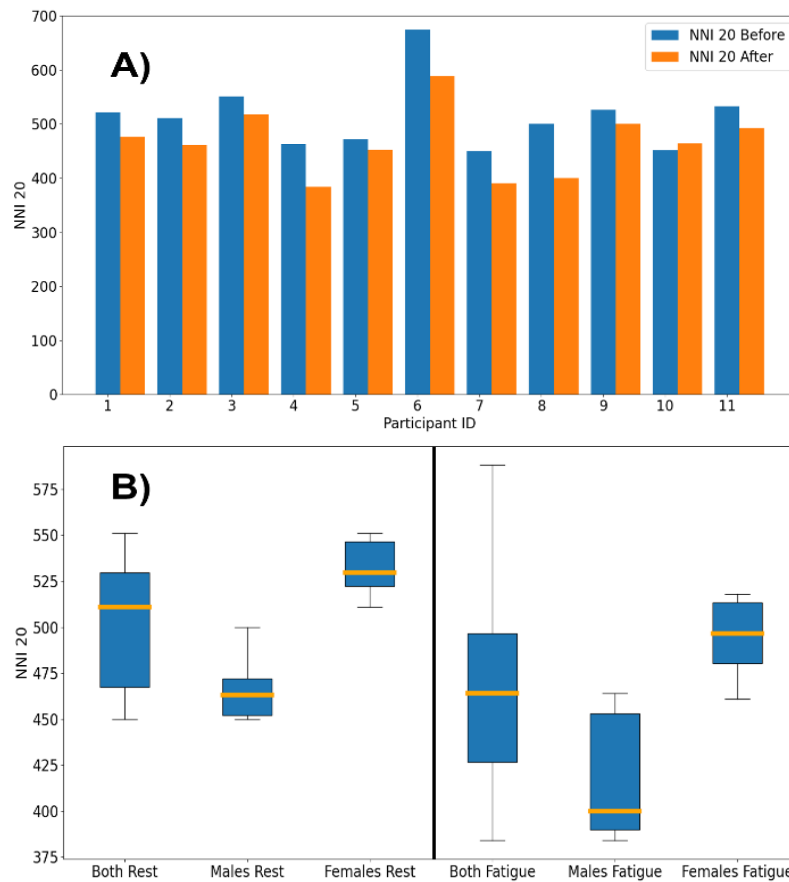 A)
NNI 20 Before
NNI 20 After
700
600
500
400
300
200
100
0
NNI 20
1 2 3 4 5 6 7 8 9 10 11
Participant ID
B)
575
550
525
500
475
450
425
400
375
NNI 20
Both Rest Males Rest Females Rest Both Fatigue Males Fatigue Females Fatigue